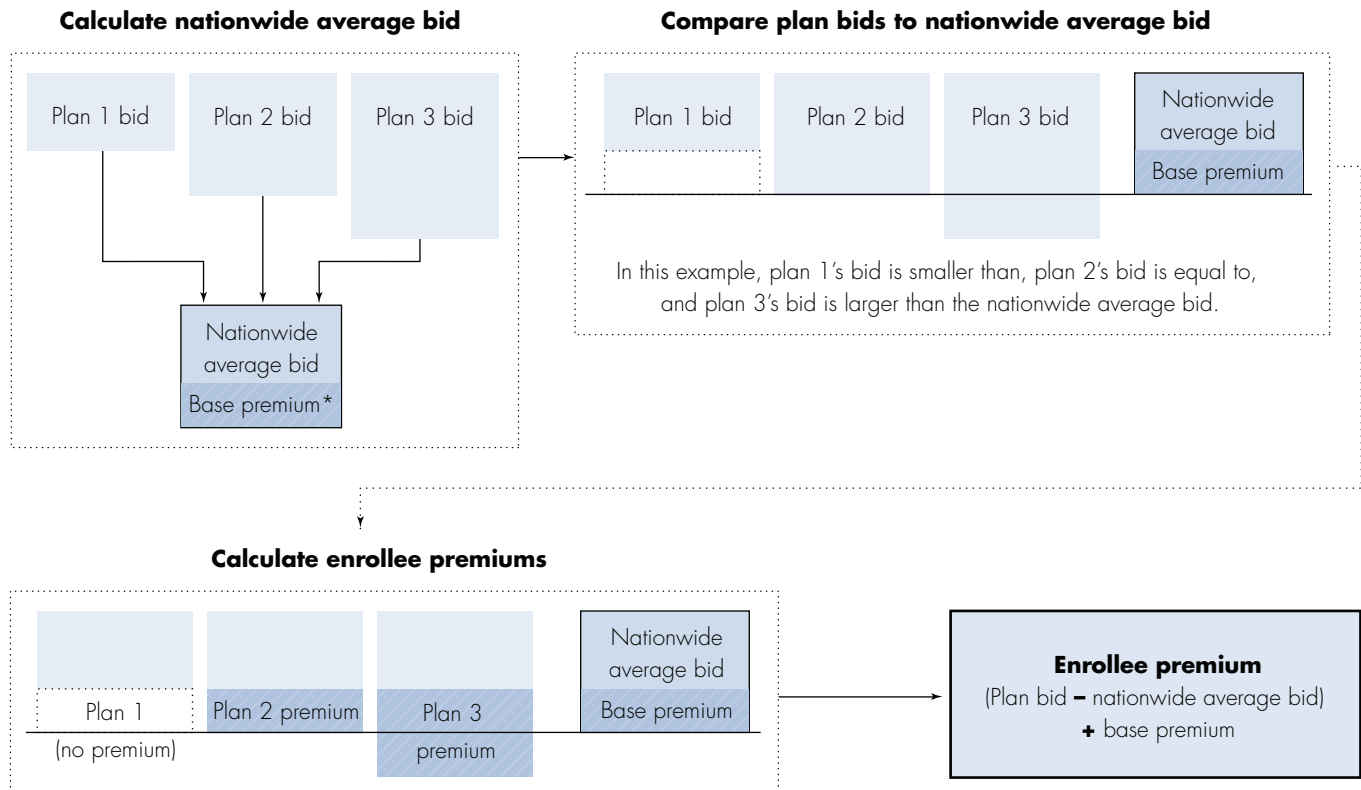 Calculate nationwide average bid
Plan 1 bid
Plan 2 bid
Plan 3 bid
Nationwide
average bid
Base premium*
Compare plan bids to nationwide average bid
Plan 1 bid
Plan 2 bid
Plan 3 bid
Nationwide
average bid
Base premium
In this example, plan 1’s bid is smaller than, plan 2’s bid is equal to,
and plan 3’s bid is larger than the nationwide average bid.
Calculate enrollee premiums
Plan 1
(no premium)
Plan 2 premium
Plan 3
premium
Nationwide
average bid
Base premium
Enrollee premium
(Plan bid – nationwide average bid)
+ base premium